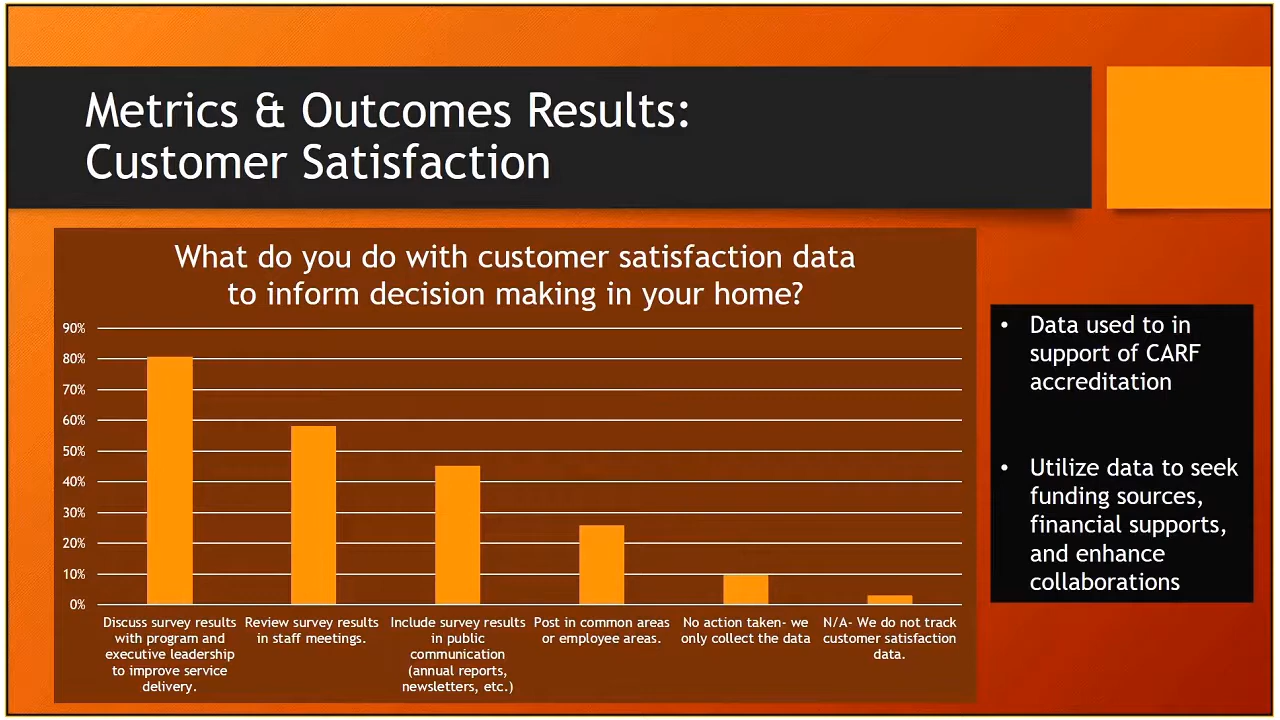 Metrics & Outcomes Results:
Customer Satisfaction
What do you do with customer satisfaction data
to inform decision making in your home?
90%
80%
70%
60%
50%
40%
30%
20%
10%
0%
Discuss survey results
with program and
executive leadership
to improve service
delivery.
Review survey results
in staff meetings.
Include survey results
in public
communication
(annual reports,
newsletters, etc.)
Post in common areas
or employee areas.
No action taken- we
only collect the data
N/A- We do not track
customer satisfaction
data.
• Data used to in
support of CARF
accreditation
• Utilize data to seek
funding sources,
financial supports,
and enhance
collaborations